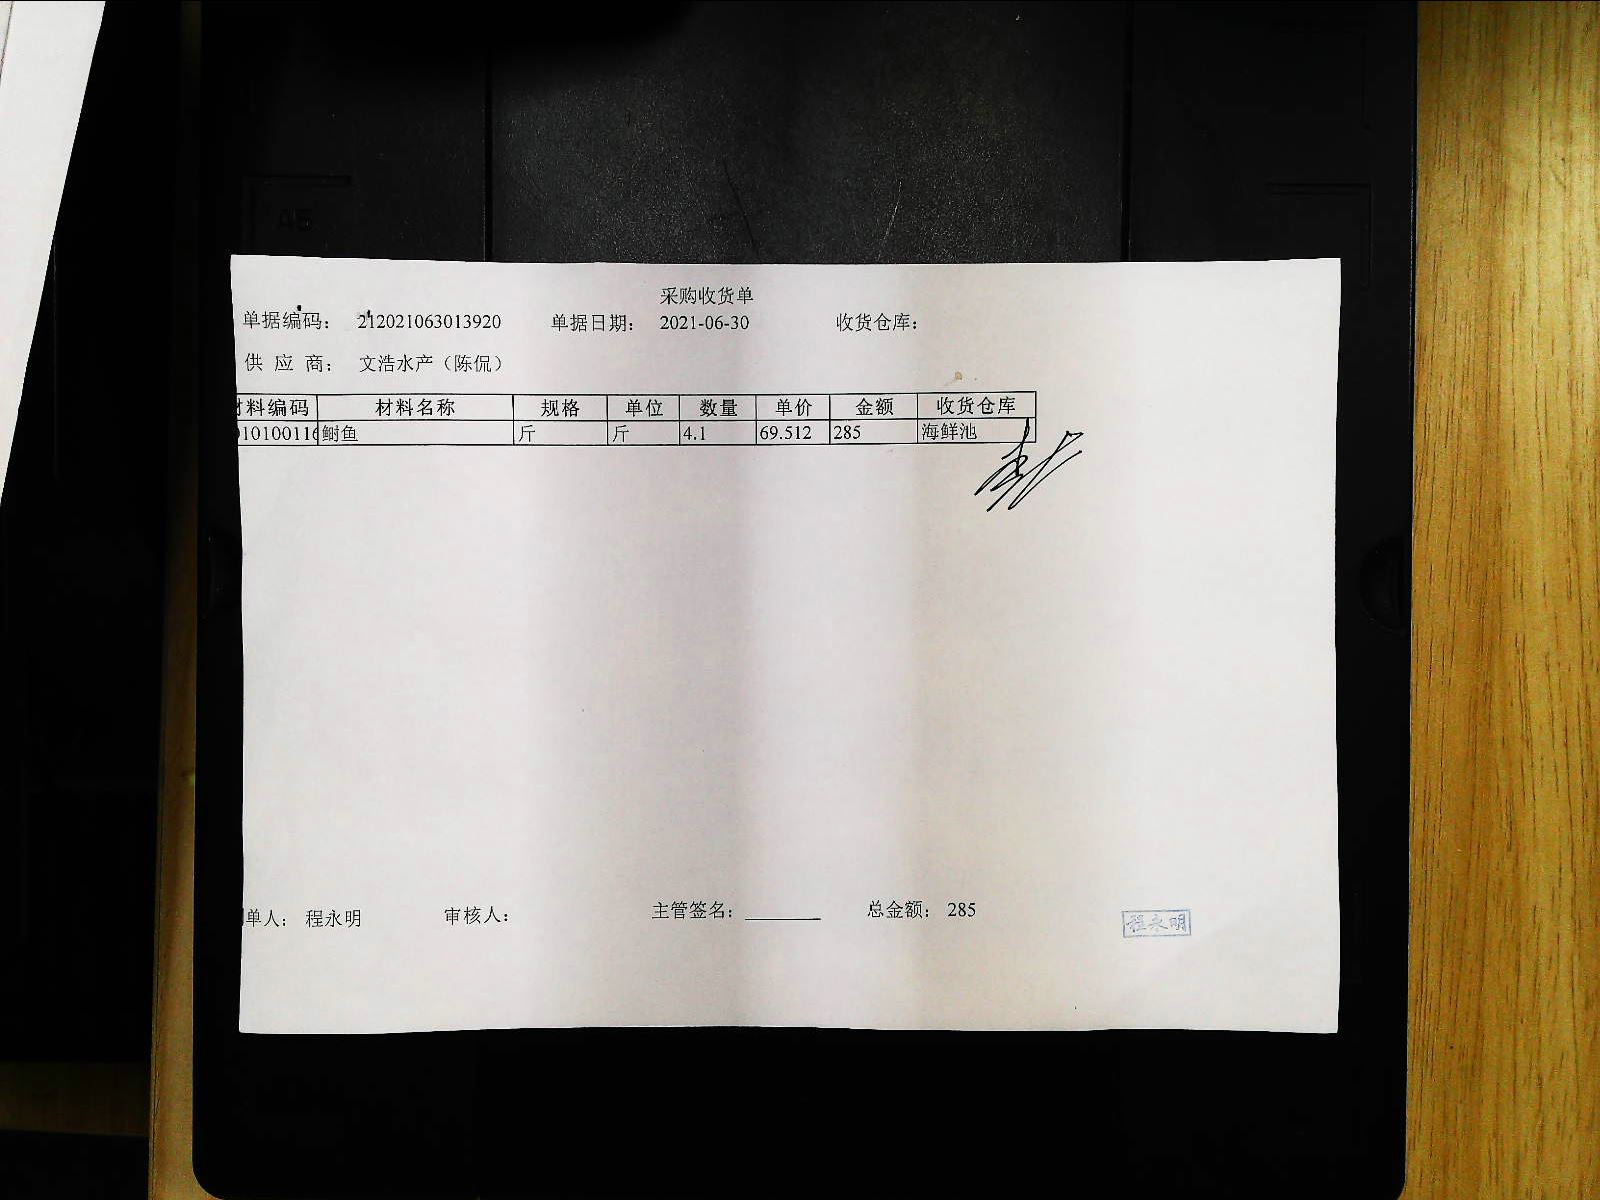 采购收货单
单据编码： 212021063013920 单据日期： 2021-06-30 收货仓库：
供 应 商： 文浩水产（陈侃）
材料编码 材料名称 规格 单位 数量 单价 金额 收货仓库
010100116 鲥鱼 斤 斤 4.1 69.512 285 海鲜池
制单人： 程永明 审核人： 主管签名： ________ 总金额： 285
程永明
A5